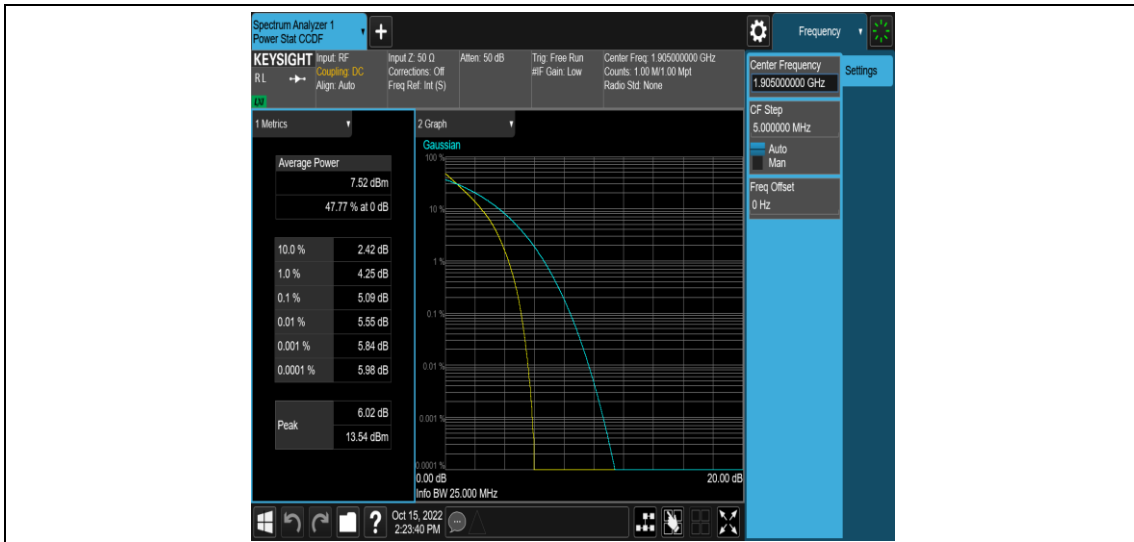 Spectrum Analyzer 1
Power Stat CCDF
+
Frequency
KEYSIGHT
RL
LXI
Input: RF
Coupling: DC
Align: Auto
Input Z: 50 Ω
Corrections: Off
Freq Ref: Int (S)
Atten: 50 dB
Trig: Free Run
#IF Gain: Low
Center Freq: 1.905000000 GHz
Counts: 1.00 M/1.00 Mpt
Radio Std: None
Center Frequency
1.905000000 GHz
Settings
CF Step
5.000000 MHz
Auto
Man
Freq Offset
0 Hz
1 Metrics
Average Power
7.52 dBm
47.77 % at 0 dB
10.0 % 2.42 dB
1.0 % 4.25 dB
0.1 % 5.09 dB
0.01 % 5.55 dB
0.001 % 5.84 dB
0.0001 % 5.98 dB
Peak
6.02 dB
13.54 dBm
2 Graph
Gaussian
100 %
10 %
1 %
0.1 %
0.01 %
0.001 %
0.0001 %
0.00 dB 20.00 dB
Info BW 25.000 MHz
?
Oct 15, 2022
2:23:40 PM